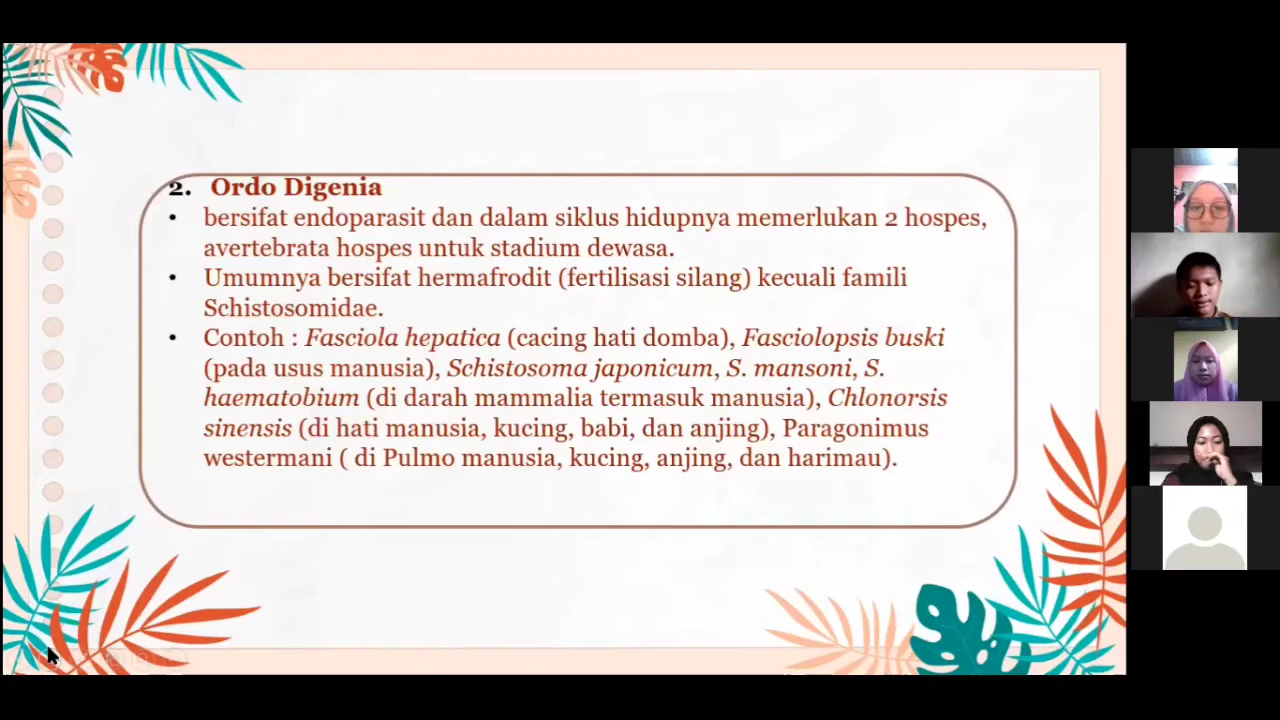 2. Ordo Digenia
• bersifat endoparasit dan dalam siklus hidupnya memerlukan 2 hospes,
avertebrata hospes untuk stadium dewasa.
• Umumnya bersifat hermafrodit (fertilisasi silang) kecuali famili
Schistosomidae.
• Contoh : Fasciola hepatica (cacing hati domba), Fasciolopsis buski
(pada usus manusia), Schistosoma japonicum, S. mansoni, S.
haematobium (di darah mammalia termasuk manusia), Chlonorsis
sinensis (di hati manusia, kucing, babi, dan anjing), Paragonimus
westermani ( di Pulmo manusia, kucing, anjing, dan harimau).